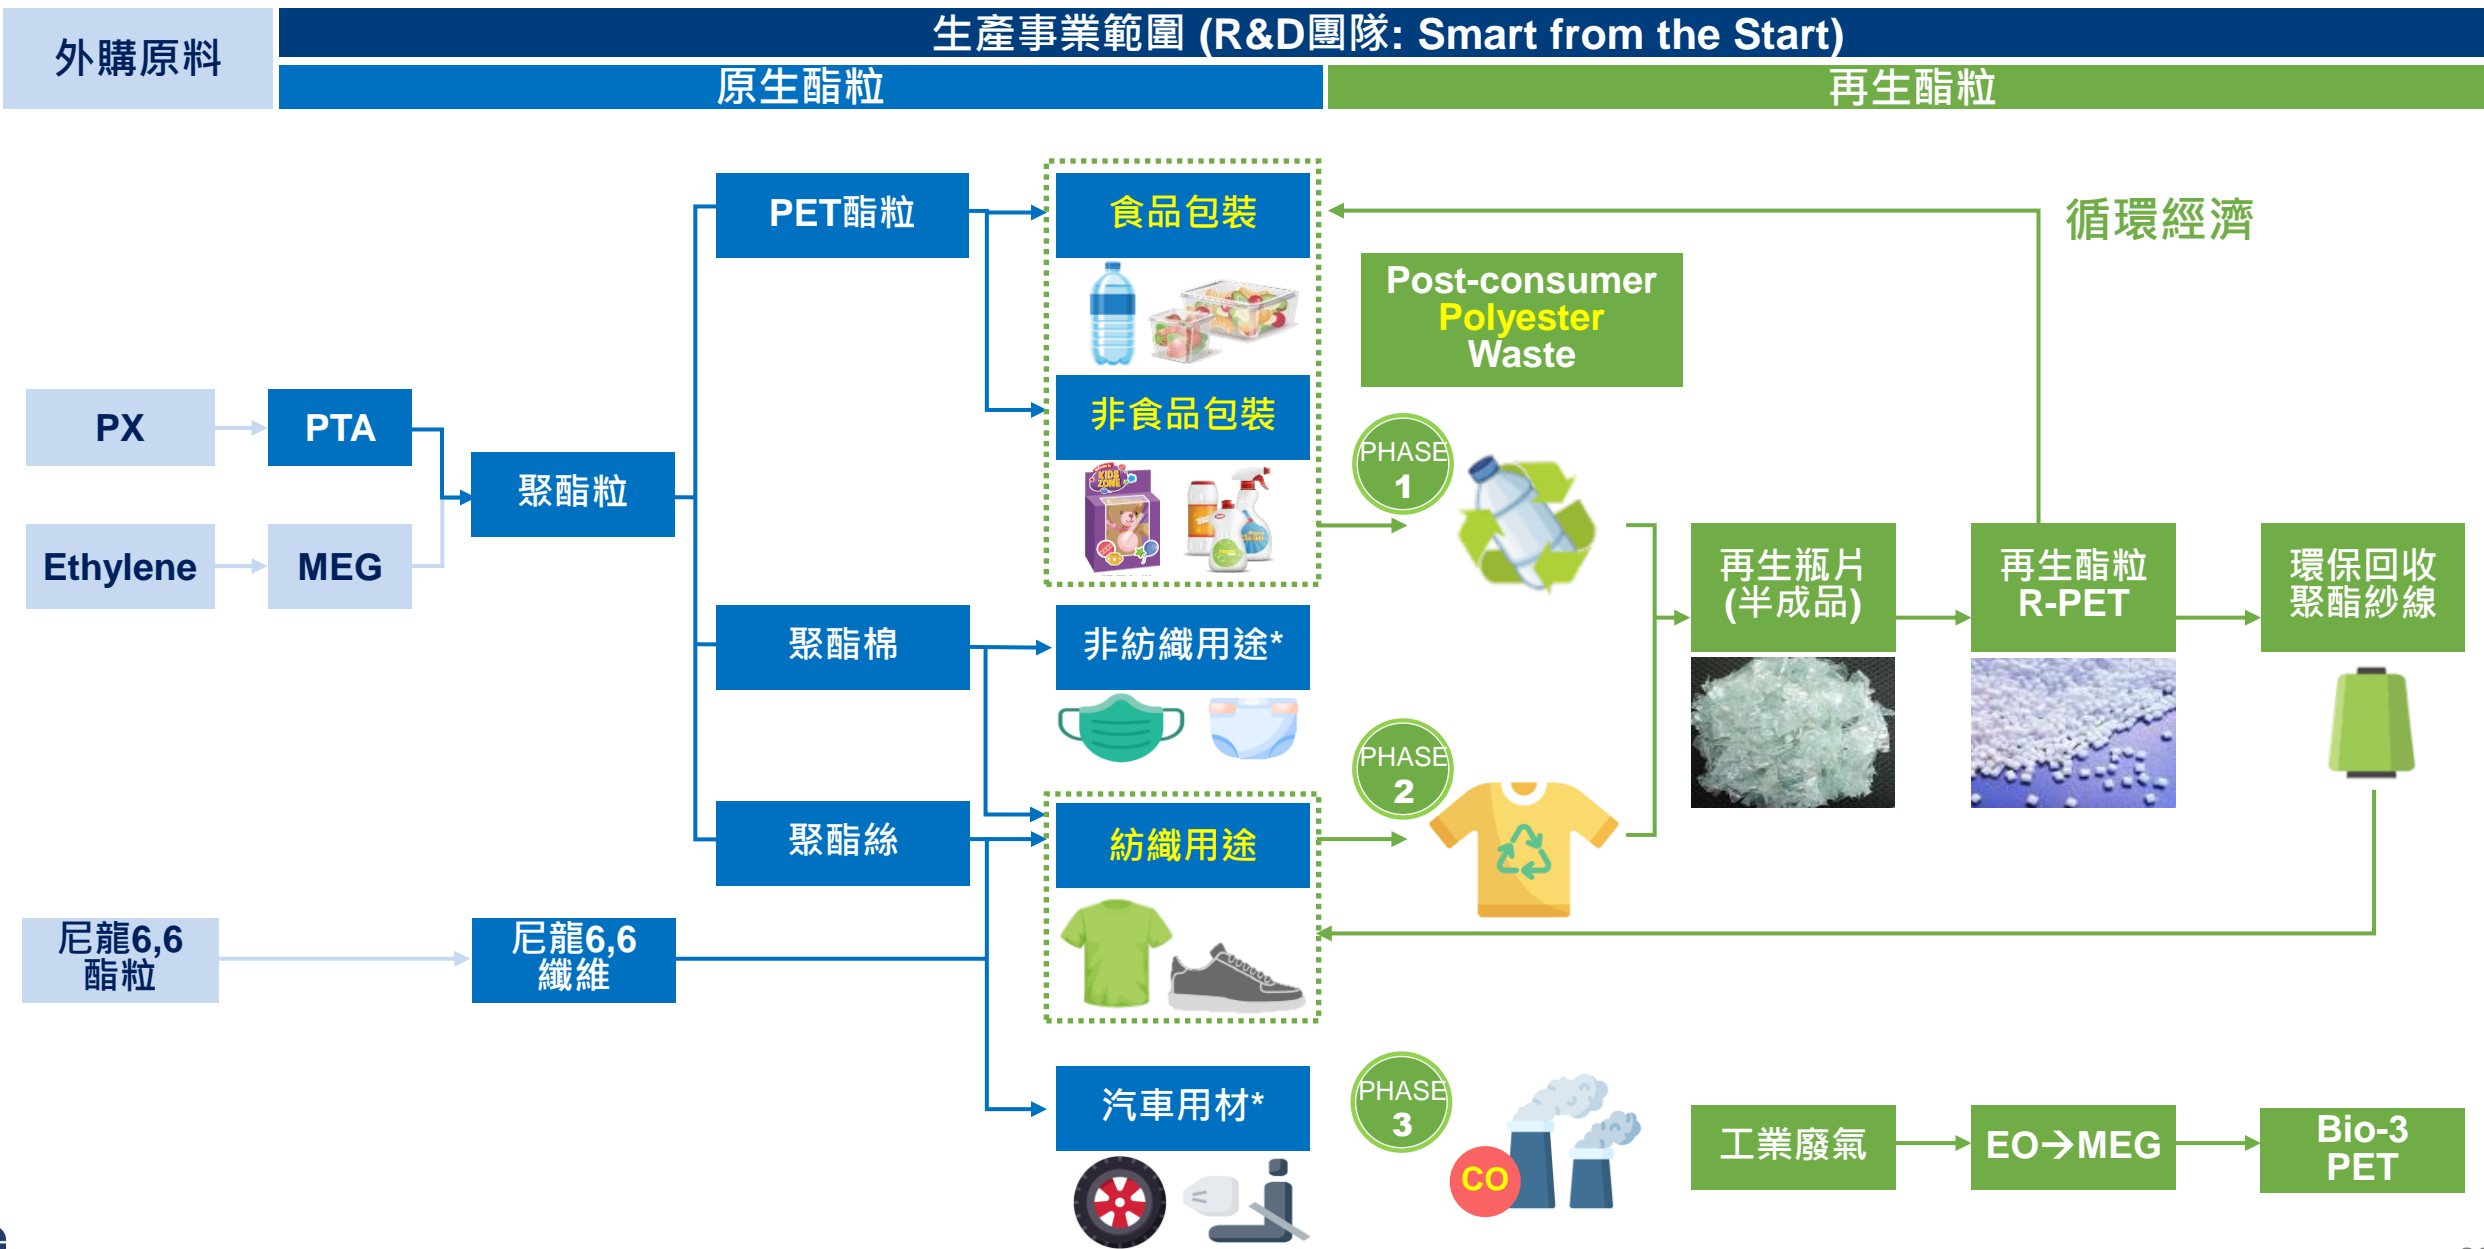 外購原料
生產事業範圍 (R&D團隊: Smart from the Start)
原生酯粒
再生酯粒
PET酯粒
食品包裝
循環經濟
Post-consumer
Polyester
Waste
PX
PTA
非食品包裝
PHASE
1
KIDS
ZONE
聚酯粒
Ethylene
MEG
再生瓶片
(半成品)
再生酯粒
R-PET
環保回收
聚酯紗線
聚酯棉
非紡織用途*
PHASE
2
聚酯絲
紡織用途
尼龍6,6
酯粒
尼龍6,6
纖維
汽車用材*
PHASE
3
CO
工業廢氣
EO→MEG
Bio-3
PET